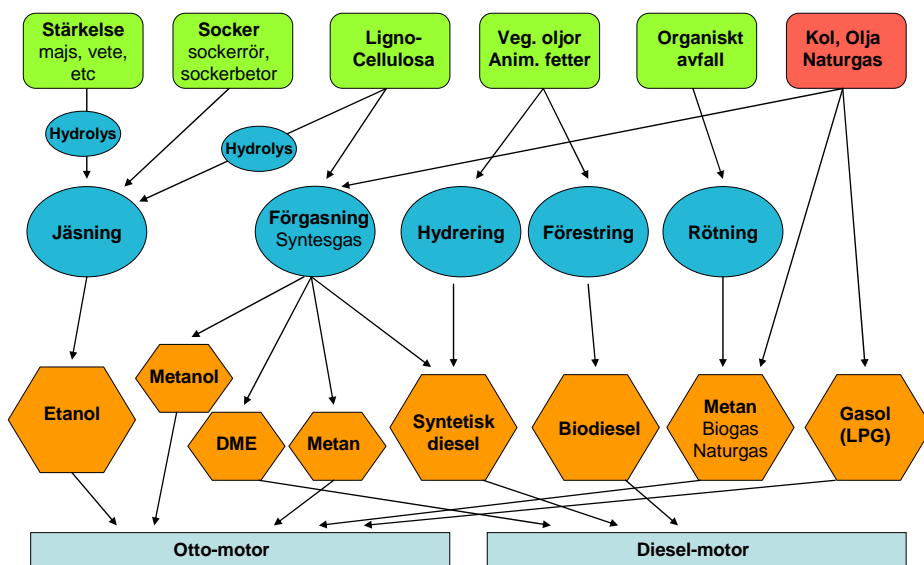 Stärkelse
majs, vete,
etc
Socker
sockerrör,
sockerbetor
Ligno-
Cellulosa
Veg. oljor
Anim. fetter
Organiskt
avfall
Kol, Olja
Naturgas
Hydrolys
Hydrolys
Jäsning
Förgasning
Syntesgas
Hydrering
Förestring
Rötning
Etanol
Metanol
DME
Metan
Syntetisk
diesel
Biodiesel
Metan
Biogas
Naturgas
Gasol
(LPG)
Otto-motor
Diesel-motor